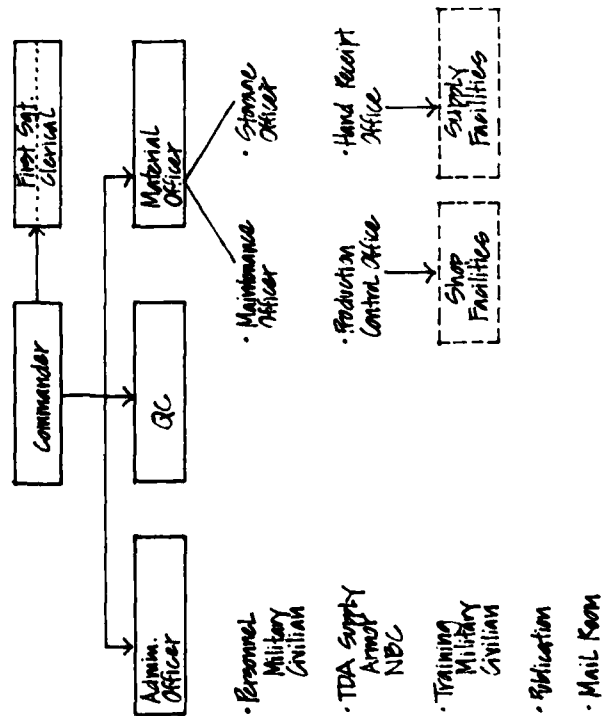 Commander
First Sgt.
Clerical
Admin.
Officer
QC
Material
Officer
• Personnel
Military
Civilian
• TDA Supply
Armor
NBC
• Training
Military
Civilian
• Publication
• Mail Room
• Maintenance
Officer
• Storage
Officer
• Production
Control Office
• Hand Receipt
Office
Shop
Facilities
Supply
Facilities